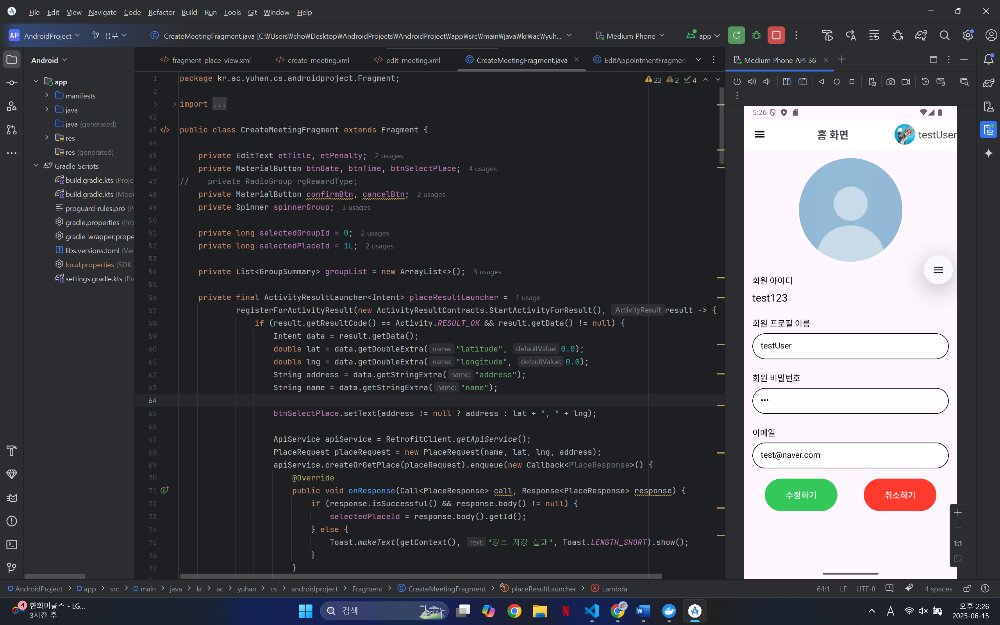 File Edit View Navigate Code Refactor Build Run Tools Git Window Help
AP AndroidProject 용무 CreateMeetingFragment.java [C:₩Users₩cho₩Desktop₩AndroidProjects₩AndroidProject₩app₩src₩main₩java₩kr₩ac₩yuh... Medium Phone app
Android
app
manifests
java
java (generated)
res
res (generated)
Gradle Scripts
build.gradle.kts (Proje
build.gradle.kts (Modu
proguard-rules.pro (Pr
gradle.properties (Proj
gradle-wrapper.prope
libs.versions.toml (Ver
local.properties (SDK
settings.gradle.kts (Pro
fragment_place_view.xml create_meeting.xml edit_meeting.xml CreateMeetingFragment.java EditAppointmentFragmen
22 2 4
1 package kr.ac.yuhan.cs.androidproject.Fragment;
2
3 import ...
42
43 public class CreateMeetingFragment extends Fragment {
44
45 private EditText etTitle, etPenalty; 2 usages
46 private MaterialButton btnDate, btnTime, btnSelectPlace; 4 usages
47 // private RadioGroup rgRewardType;
48 private MaterialButton confirmBtn, cancelBtn; 2 usages
49 private Spinner spinnerGroup; 3 usages
50
51 private long selectedGroupId = 0; 2 usages
52 private long selectedPlaceId = 1L; 2 usages
53
54 private List<GroupSummary> groupList = new ArrayList<>(); 3 usages
55
56 private final ActivityResultLauncher<Intent> placeResultLauncher = 1 usage
57 registerForActivityResult(new ActivityResultContracts.StartActivityForResult(), ActivityResult result -> {
58 if (result.getResultCode() == Activity.RESULT_OK && result.getData() != null) {
59 Intent data = result.getData();
60 double lat = data.getDoubleExtra( name: "latitude", defaultValue: 0.0);
61 double lng = data.getDoubleExtra( name: "longitude", defaultValue: 0.0);
62 String address = data.getStringExtra( name: "address");
63 String name = data.getStringExtra( name: "name");
64
65 btnSelectPlace.setText(address != null ? address : lat + ", " + lng);
66
67 ApiService apiService = RetrofitClient.getApiService();
68 PlaceRequest placeRequest = new PlaceRequest(name, lat, lng, address);
69 apiService.createOrGetPlace(placeRequest).enqueue(new Callback<PlaceResponse>() {
70 @Override
71 public void onResponse(Call<PlaceResponse> call, Response<PlaceResponse> response) {
72 if (response.isSuccessful() && response.body() != null) {
73 selectedPlaceId = response.body().getId();
74 } else {
75 Toast.makeText(getContext(), text: "장소 저장 실패", Toast.LENGTH_SHORT).show();
76 }
77 }
Medium Phone API 36
5:26
홈 화면
testUser
회원 아이디
test123
회원 프로필 이름
testUser
회원 비밀번호
•••
이메일
test@naver.com
수정하기 취소하기
1:1
AndroidProject > app > src > main > java > kr > ac > yuhan > cs > androidproject > Fragment > CreateMeetingFragment > placeResultLauncher > Lambda
64:1 LF UTF-8 4 spaces
4 한화이글스 - LG...
3시간 후
검색
A
오후 2:26
2025-06-15